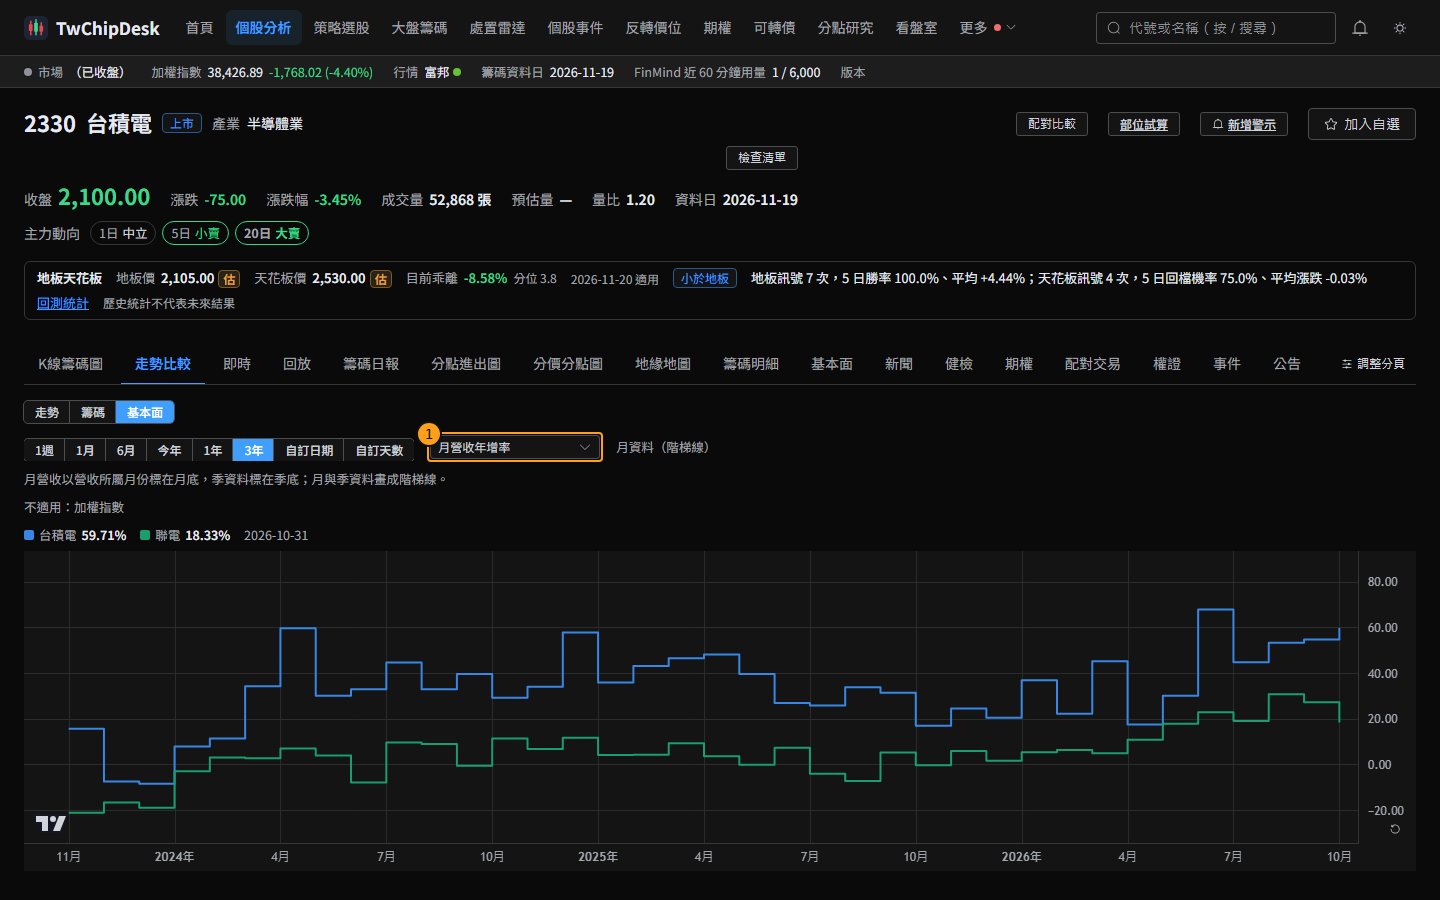 TwChipDesk 首頁 個股分析 策略選股 大盤籌碼 處置雷達 個股事件 反轉價位 期權 可轉債 分點研究 看盤室 更多 代號或名稱 ( 按 / 搜尋 )
市場 （已收盤） 加權指數 38,426.89 -1,768.02 (-4.40%) 行情 富邦 籌碼資料日 2026-11-19 FinMind 近 60 分鐘用量 1 / 6,000 版本
2330 台積電 上市 產業 半導體業 配對比較 部位試算 新增警示 加入自選
檢查清單
收盤 2,100.00 漲跌 -75.00 漲跌幅 -3.45% 成交量 52,868 張 預估量 — 量比 1.20 資料日 2026-11-19
主力動向 1日 中立 5日 小賣 20日 大賣
地板天花板 地板價 2,105.00 估 天花板價 2,530.00 估 目前乖離 -8.58% 分位 3.8 2026-11-20 適用 小於地板 地板訊號 7 次，5 日勝率 100.0%、平均 +4.44%；天花板訊號 4 次，5 日回檔機率 75.0%、平均漲跌 -0.03%
回測統計 歷史統計不代表未來結果
K線籌碼圖 走勢比較 即時 回放 籌碼日報 分點進出圖 分價分點圖 地緣地圖 籌碼明細 基本面 新聞 健檢 期權 配對交易 權證 事件 公告 調整分頁
走勢 籌碼 基本面
1週 1月 6月 今年 1年 3年 自訂日期 自訂天數 1 月營收年增率 月資料（階梯線）
月營收以營收所屬月份標在月底，季資料標在季底；月與季資料畫成階梯線。
不適用：加權指數
台積電 59.71% 聯電 18.33% 2026-10-31
80.00
60.00
40.00
20.00
0.00
-20.00
11月 2024年 4月 7月 10月 2025年 4月 7月 10月 2026年 4月 7月 10月